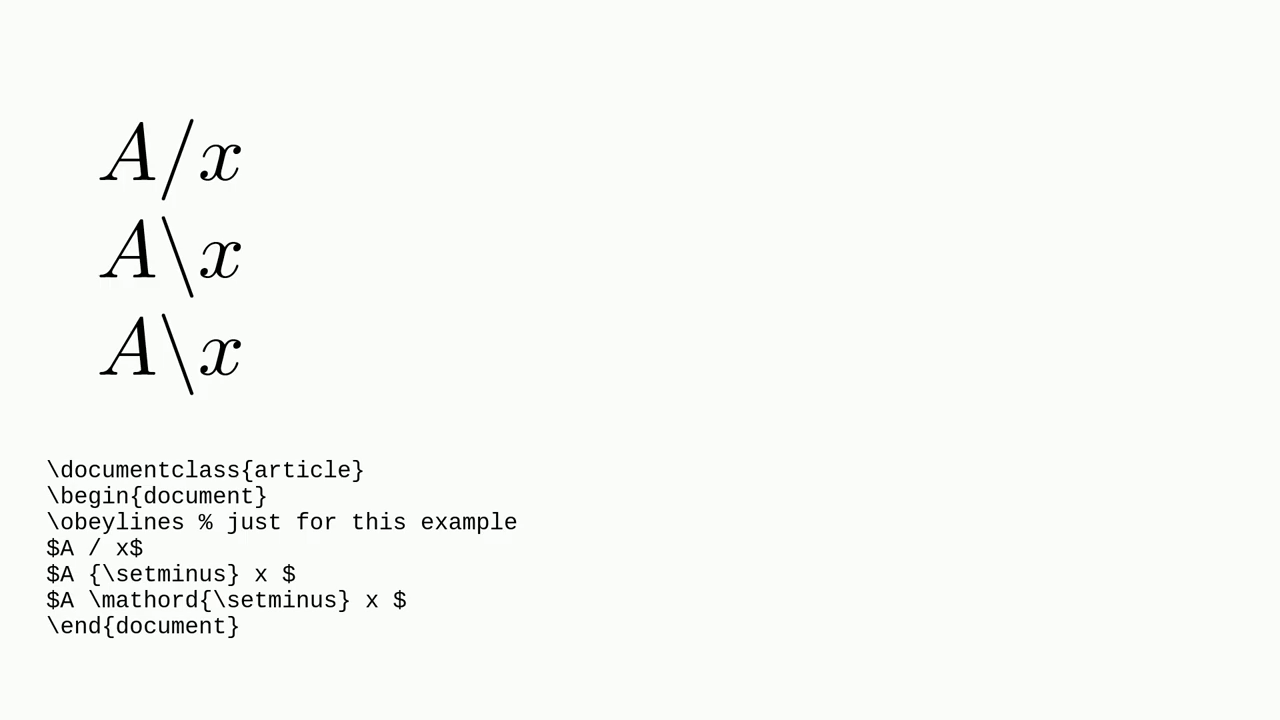 A/x
A\x
A\x
\documentclass{article}
\begin{document}
\obeylines % just for this example
$A / x$
$A {\setminus} x $
$A \mathord{\setminus} x $
\end{document}